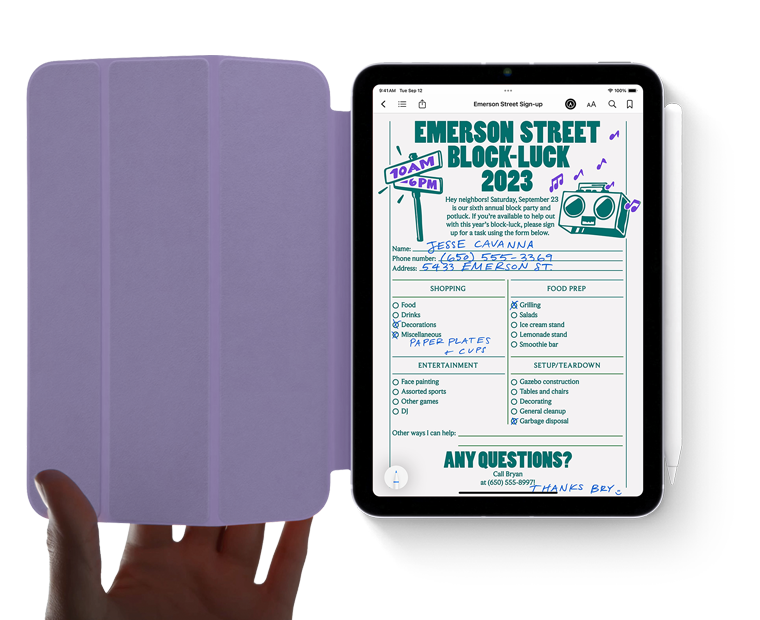 9:41 AM Tue Sep 12
100%
Emerson Street Sign-up
AA
EMERSON STREET
BLOCK-LUCK
2023
10AM
6PM
Hey neighbors! Saturday, September 23
is our sixth annual block party and
potluck. If you're available to help out
with this year's block-luck, please sign
up for a task using the form below.
Name: JESSE CAVANNA
Phone number: (650) 555-3369
Address: 5433 EMERSON ST.
SHOPPING
Food
Drinks
Decorations
Miscellaneous
PAPER PLATES
+ CUPS
FOOD PREP
Grilling
Salads
Ice cream stand
Lemonade stand
Smoothie bar
ENTERTAINMENT
Face painting
Assorted sports
Other games
DJ
SETUP/TEARDOWN
Gazebo construction
Tables and chairs
Decorating
General cleanup
Garbage disposal
Other ways I can help:
ANY QUESTIONS?
Call Bryan
at (650) 555-8997!
THANKS BRY